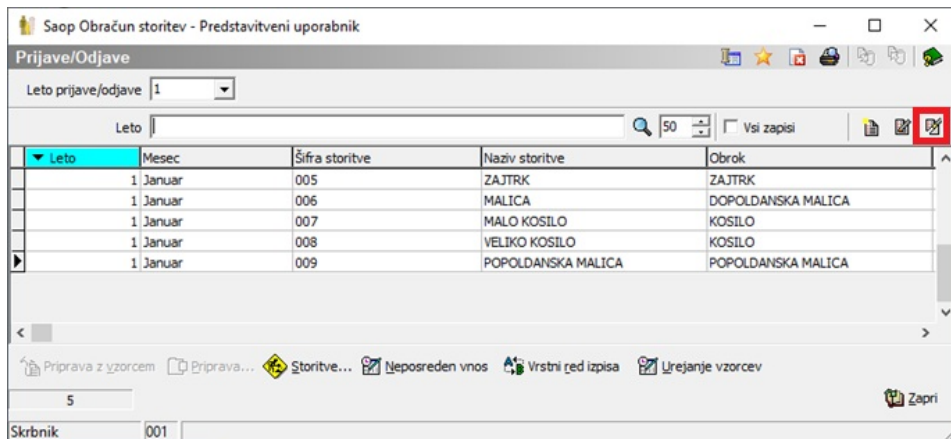 Saop Obračun storitev - Predstavitveni uporabnik
Prijave/Odjave
Leto prijave/odjave 1
Leto 50 Vsi zapisi
Leto Mesec Šifra storitve Naziv storitve Obrok
1 Januar 005 ZAJTRK ZAJTRK
1 Januar 006 MALICA DOPOLDANSKA MALICA
1 Januar 007 MALO KOSILO KOSILO
1 Januar 008 VELIKO KOSILO KOSILO
1 Januar 009 POPOLDANSKA MALICA POPOLDANSKA MALICA
Priprava z vzorcem Priprava... Storitve... Neposreden vnos Vrstni red izpisa Urejanje vzorcev
5 Zapri
Skrbnik 001